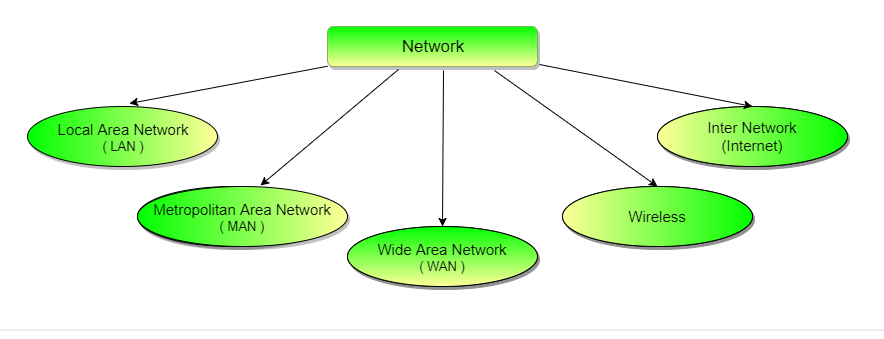 Network
Local Area Network
( LAN )
Metropolitan Area Network
( MAN )
Wide Area Network
( WAN )
Wireless
Inter Network
(Internet)